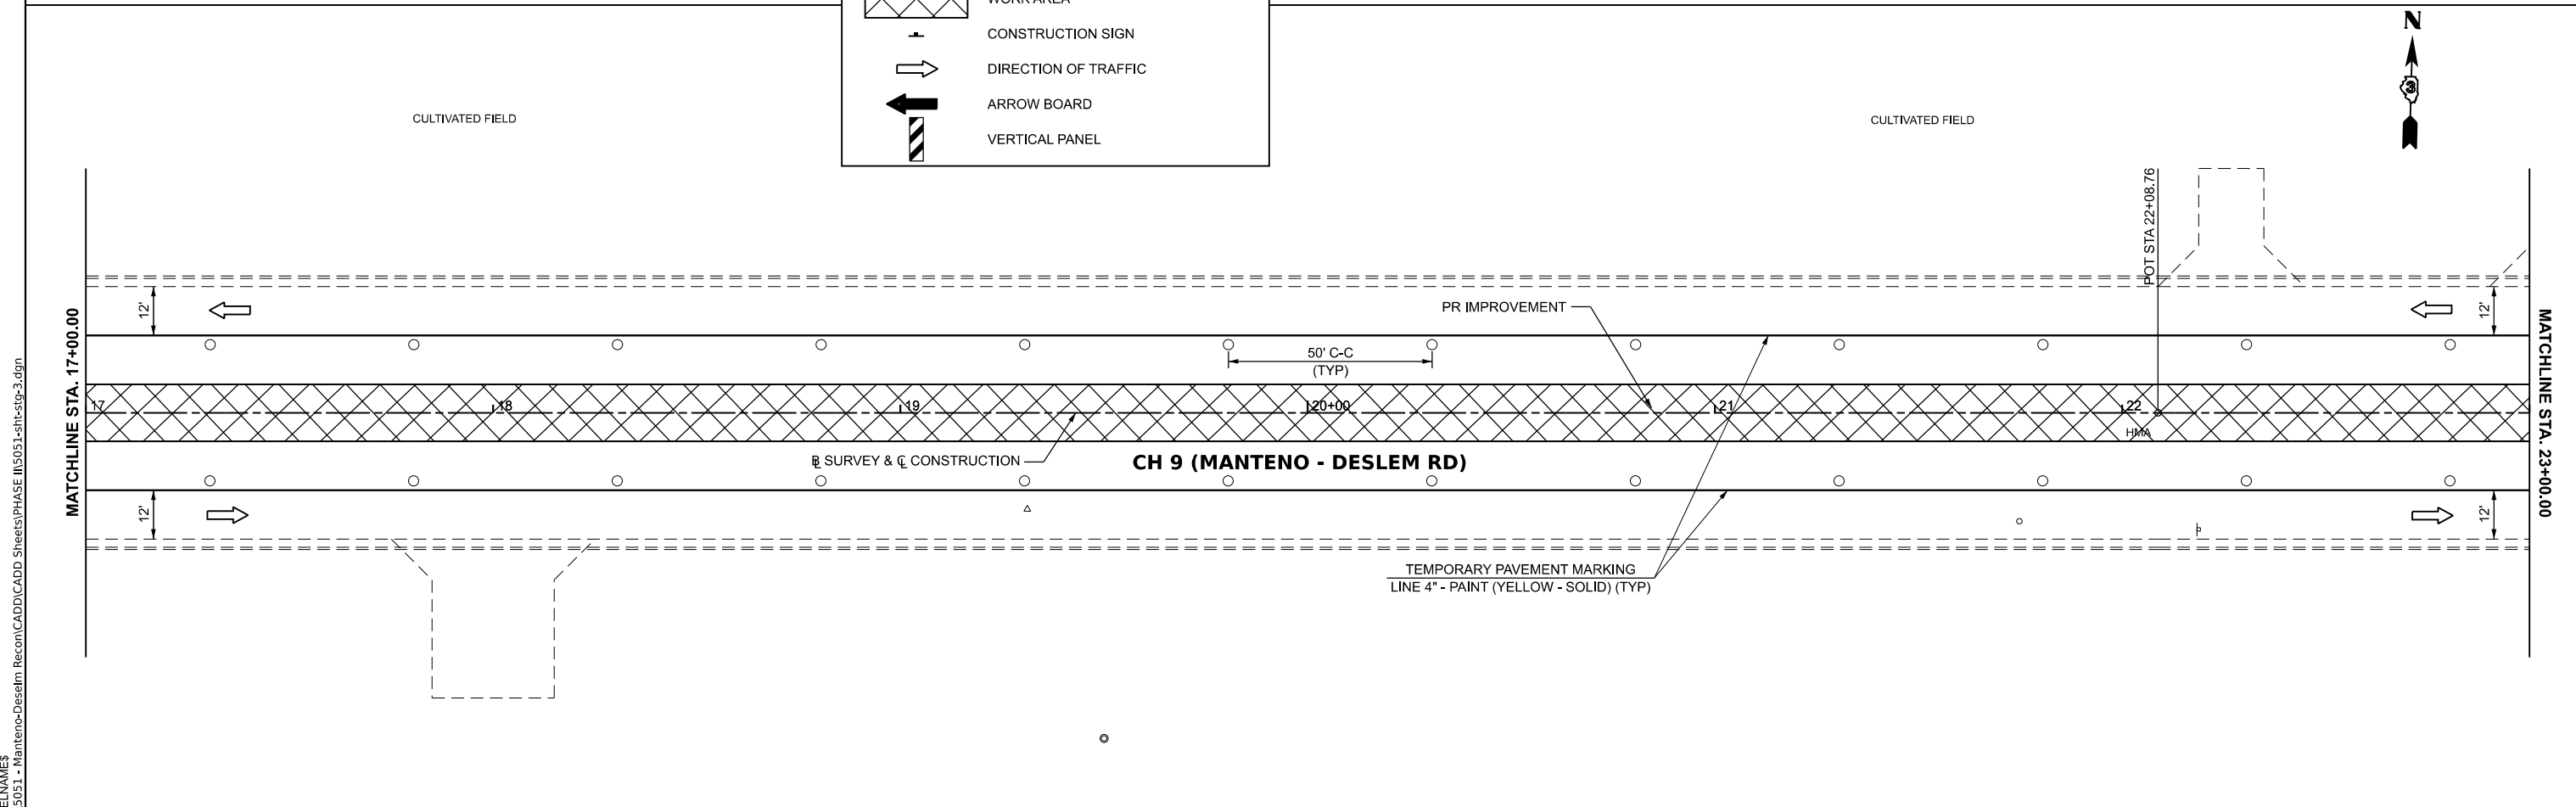 WORK AREA
CONSTRUCTION SIGN
DIRECTION OF TRAFFIC
ARROW BOARD
VERTICAL PANEL
N
3
CULTIVATED FIELD
CULTIVATED FIELD
POT STA 22+08.76
MATCHLINE STA. 17+00.00
MATCHLINE STA. 23+00.00
12'
12'
PR IMPROVEMENT
50' C-C
(TYP)
17
18
19
20+00
21
22
HMA
BL SURVEY & CL CONSTRUCTION
CH 9 (MANTENO - DESLEM RD)
12'
12'
TEMPORARY PAVEMENT MARKING
LINE 4" - PAINT (YELLOW - SOLID) (TYP)
ELNAME$
5051 - Manteno-Deselm Recon\CADD\CADD Sheets\PHASE II\5051-sht-stg-3.dgn